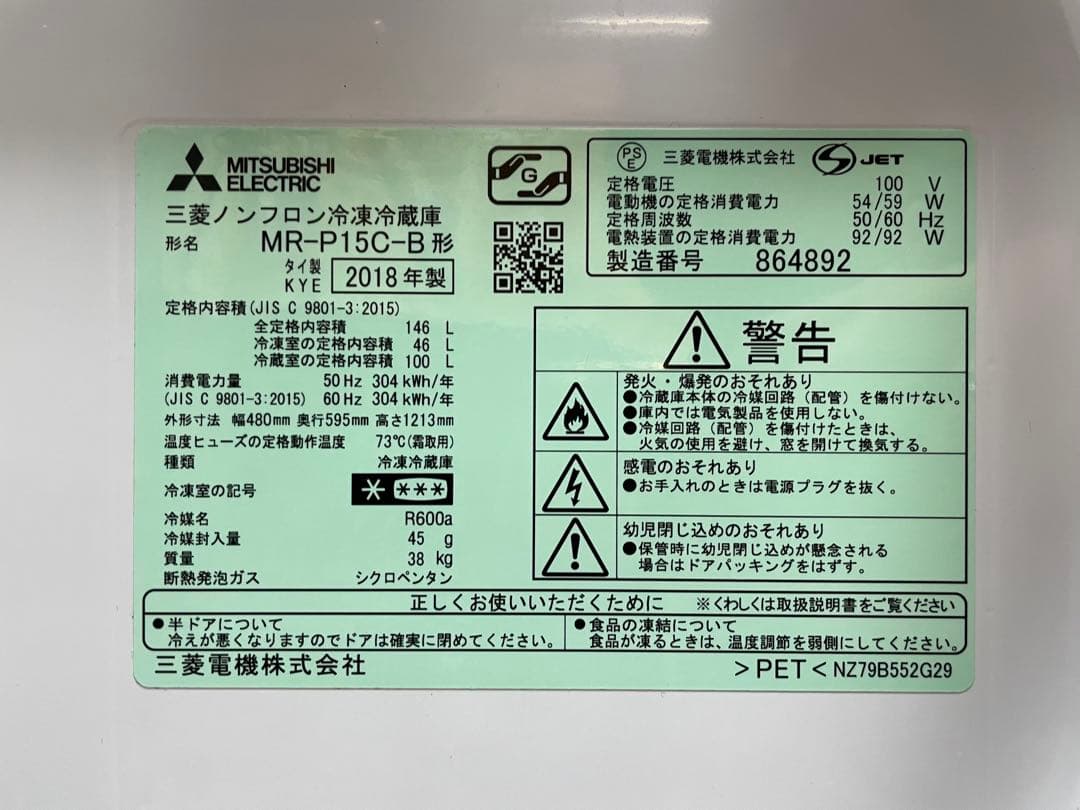 MITSUBISHI
ELECTRIC
三菱ノンフロン冷凍冷蔵庫
形名 MR-P15C-B 形
タイ製
KYE 2018 年製
定格内容積(JIS C 9801-3:2015)
全定格内容積 146 L
冷凍室の定格内容積 46 L
冷蔵室の定格内容積 100 L
消費電力量 50 Hz 304 kWh/年
(JIS C 9801-3:2015) 60 Hz 304 kWh/年
外形寸法 幅480mm 奥行595mm 高さ1213mm
温度ヒューズの定格動作温度 73℃(霜取用)
種類 冷凍冷蔵庫
冷凍室の記号 * ***
冷媒名 R600a
冷媒封入量 45 g
質量 38 kg
断熱発泡ガス シクロペンタン
G
PS
E 三菱電機株式会社 JET
定格電圧 100 V
電動機の定格消費電力 54/59 W
定格周波数 50/60 Hz
電熱装置の定格消費電力 92/92 W
製造番号 864892
警告
発火・爆発のおそれあり
●冷蔵庫本体の冷媒回路(配管)を傷付けない。
●庫内では電気製品を使用しない。
●冷媒回路(配管)を傷付けたときは、
火気の使用を避け、窓を開けて換気する。
感電のおそれあり
●お手入れのときは電源プラグを抜く。
幼児閉じ込めのおそれあり
●保管時に幼児閉じ込めが懸念される
場合はドアパッキングをはずす。
正しくお使いいただくために ※くわしくは取扱説明書をご覧ください
●半ドアについて
冷えが悪くなりますのでドアは確実に閉めてください。
●食品の凍結について
食品が凍るときは、温度調節を弱側にしてください。
三菱電機株式会社
>PET< NZ79B552G29